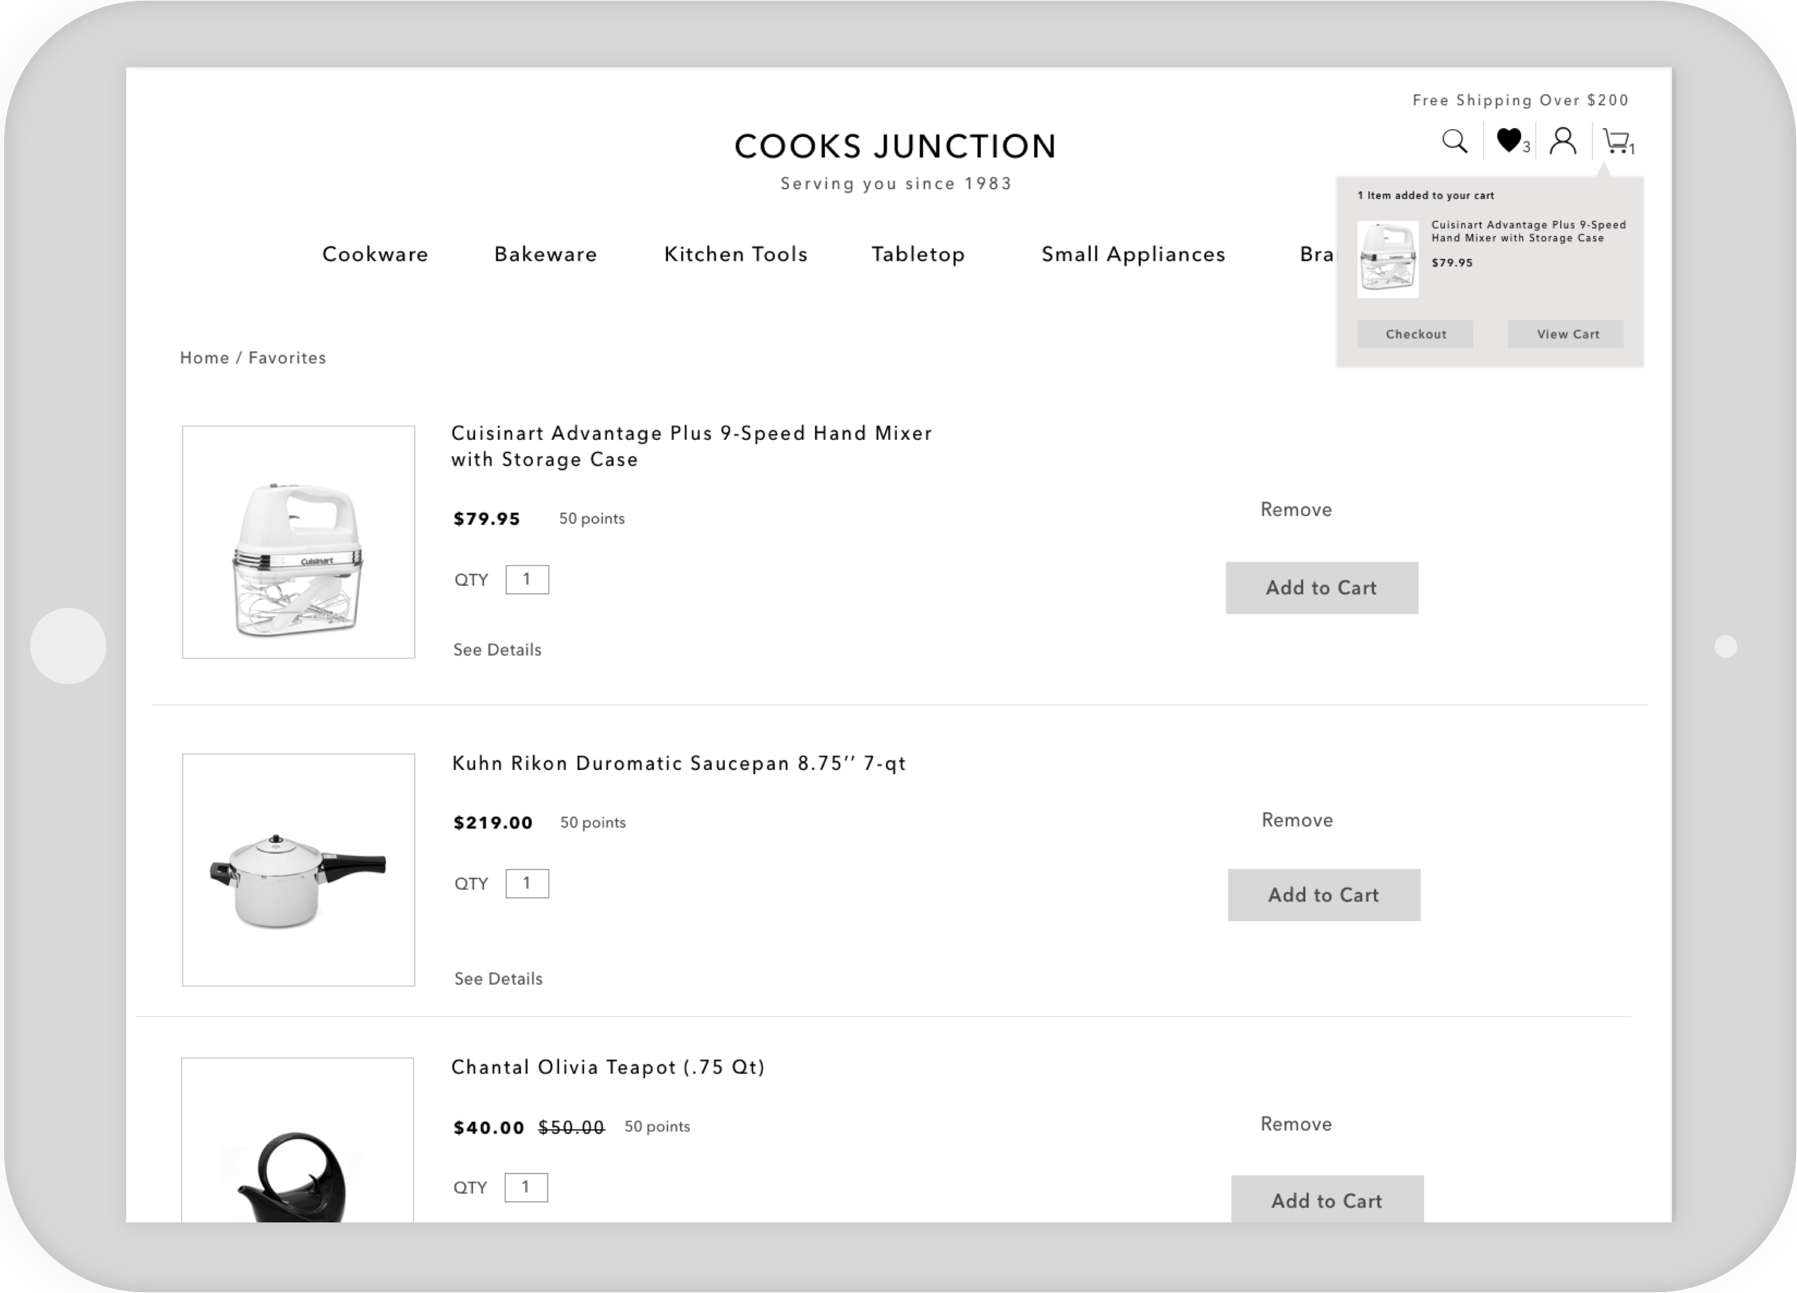 Free Shipping Over $200
COOKS JUNCTION
3
1
Serving you since 1983
1 Item added to your cart
Cuisinart Advantage Plus 9-Speed
Hand Mixer with Storage Case
$79.95
Checkout
View Cart
Cookware
Bakeware
Kitchen Tools
Tabletop
Small Appliances
Bra
Home / Favorites
Cuisinart Advantage Plus 9-Speed Hand Mixer
with Storage Case
$79.95 50 points
Remove
QTY 1
Add to Cart
See Details
Cuisinart
Kuhn Rikon Duromatic Saucepan 8.75’’ 7-qt
$219.00 50 points
Remove
QTY 1
Add to Cart
See Details
Chantal Olivia Teapot (.75 Qt)
$40.00 $50.00 50 points
Remove
QTY 1
Add to Cart